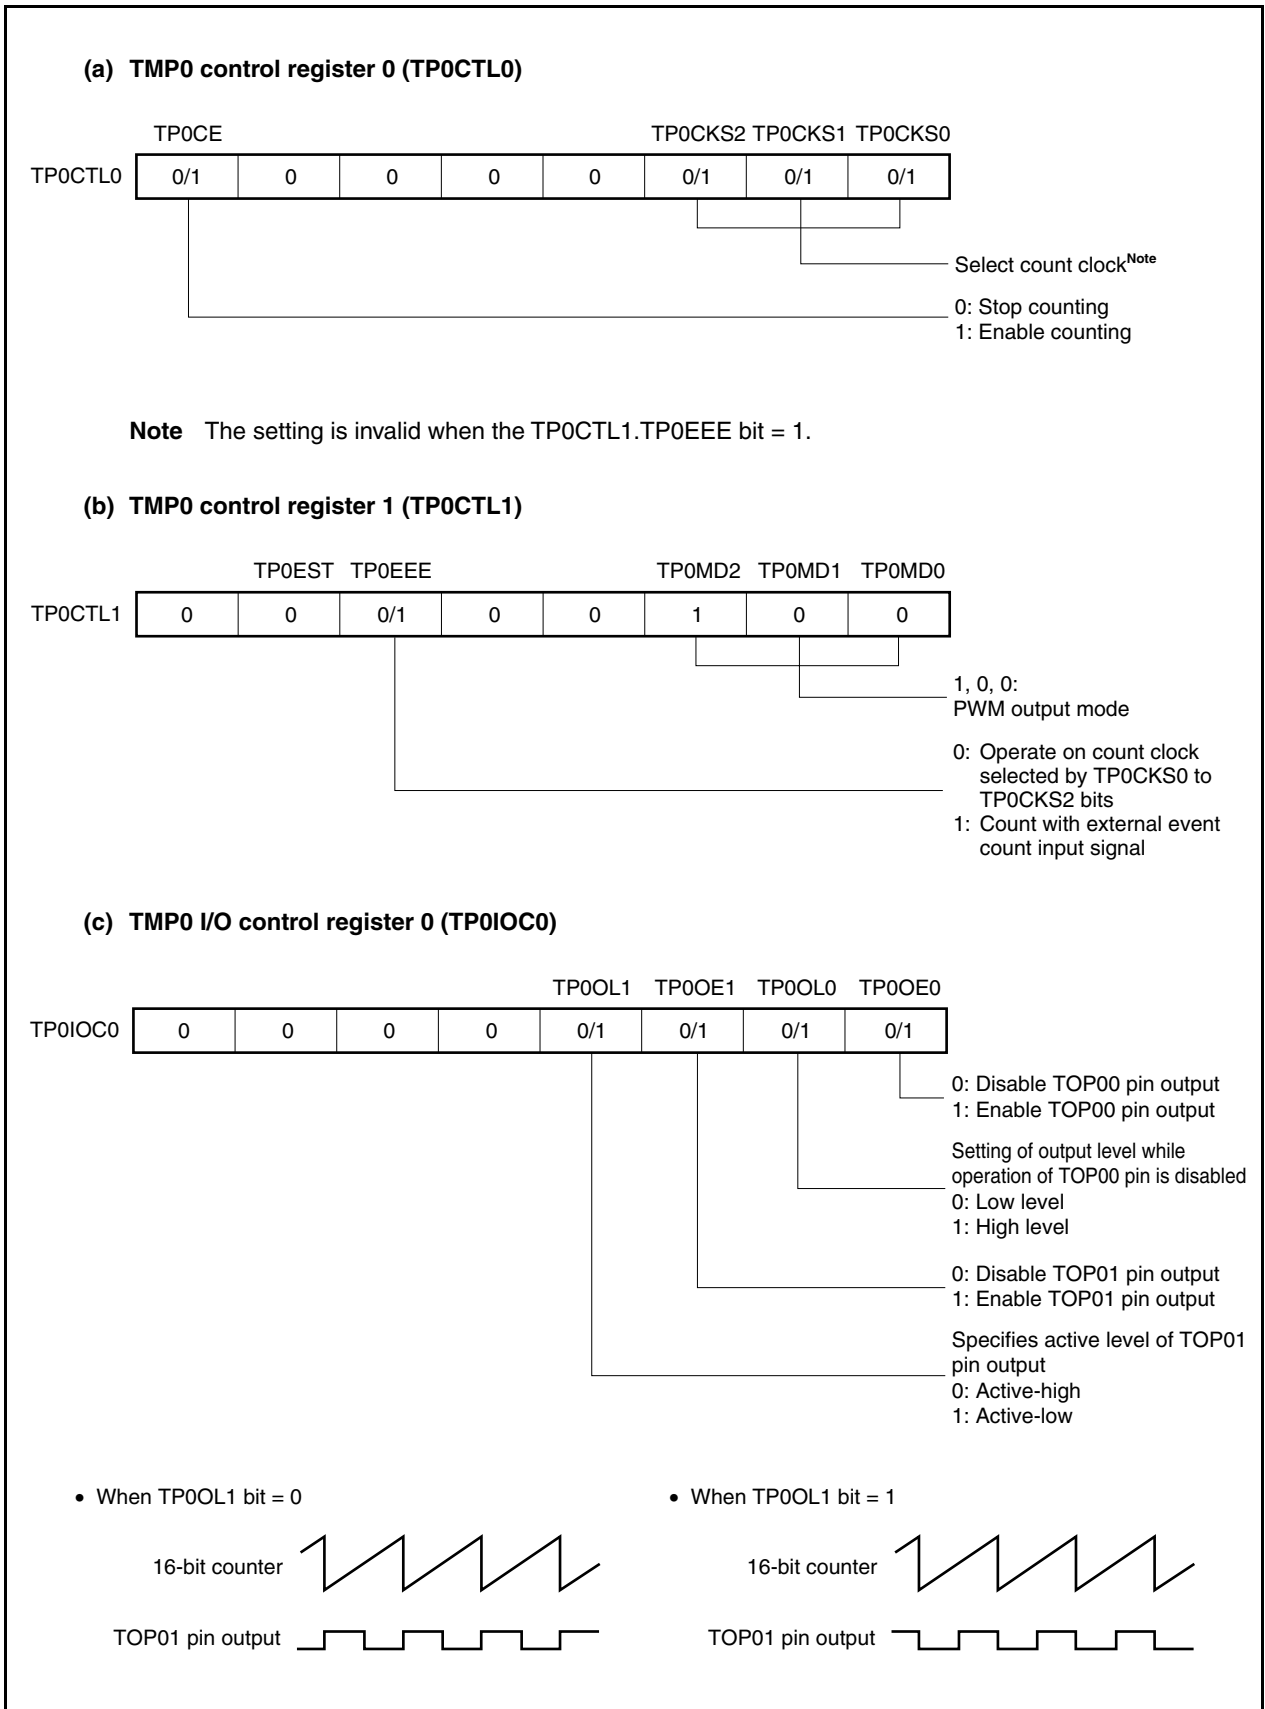 (a) TMP0 control register 0 (TP0CTL0)
TP0CE TP0CKS2 TP0CKS1 TP0CKS0
TP0CTL0 0/1 0 0 0 0 0/1 0/1 0/1
Select count clockNote
0: Stop counting
1: Enable counting
Note The setting is invalid when the TP0CTL1.TP0EEE bit = 1.
(b) TMP0 control register 1 (TP0CTL1)
TP0EST TP0EEE TP0MD2 TP0MD1 TP0MD0
TP0CTL1 0 0 0/1 0 0 1 0 0
1, 0, 0:
PWM output mode
0: Operate on count clock
selected by TP0CKS0 to
TP0CKS2 bits
1: Count with external event
count input signal
(c) TMP0 I/O control register 0 (TP0IOC0)
TP0OL1 TP0OE1 TP0OL0 TP0OE0
TP0IOC0 0 0 0 0 0/1 0/1 0/1 0/1
0: Disable TOP00 pin output
1: Enable TOP00 pin output
Setting of output level while
operation of TOP00 pin is disabled
0: Low level
1: High level
0: Disable TOP01 pin output
1: Enable TOP01 pin output
Specifies active level of TOP01
pin output
0: Active-high
1: Active-low
• When TP0OL1 bit = 0
16-bit counter
TOP01 pin output
• When TP0OL1 bit = 1
16-bit counter
TOP01 pin output